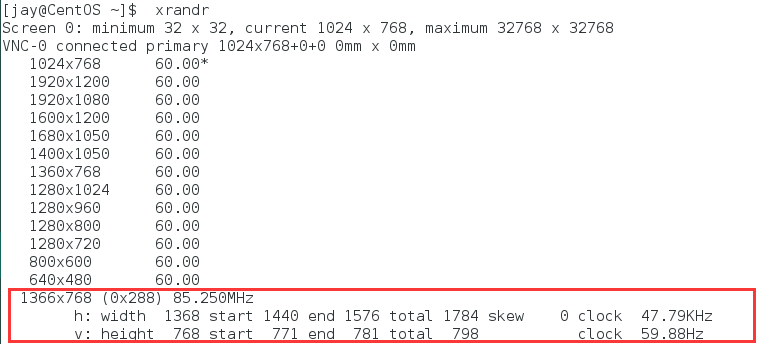 [jay@CentOS ~]$  xrandr
Screen 0: minimum 32 x 32, current 1024 x 768, maximum 32768 x 32768
VNC-0 connected primary 1024x768+0+0 0mm x 0mm
   1024x768      60.00*
   1920x1200     60.00
   1920x1080     60.00
   1600x1200     60.00
   1680x1050     60.00
   1400x1050     60.00
   1360x768      60.00
   1280x1024     60.00
   1280x960      60.00
   1280x800      60.00
   1280x720      60.00
   800x600       60.00
   640x480       60.00
  1366x768 (0x288) 85.250MHz
        h: width  1368 start 1440 end 1576 total 1784 skew    0 clock  47.79KHz
        v: height  768 start  771 end  781 total  798           clock  59.88Hz